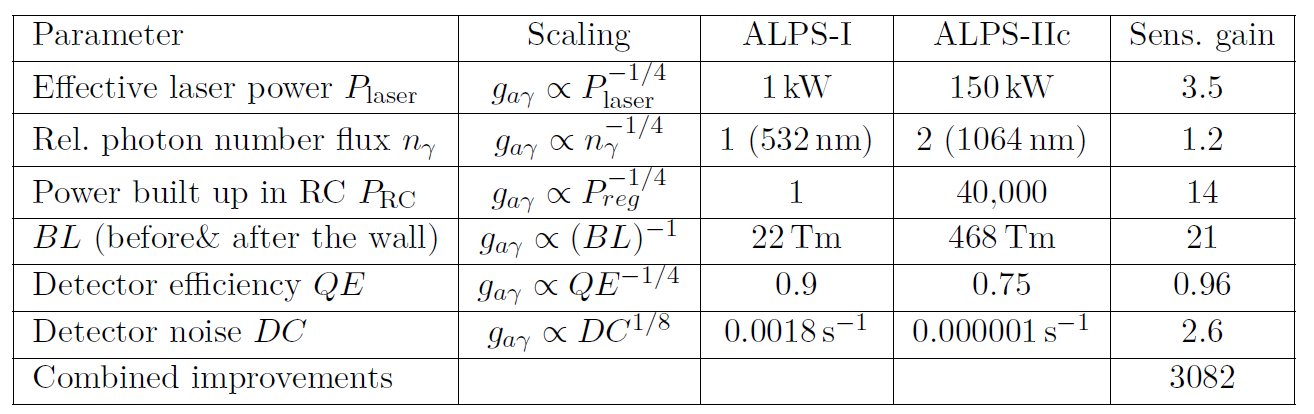 Parameter Scaling ALPS-I ALPS-IIc Sens. gain
Effective laser power P_laser g_aγ ∝ P_laser^−1/4 1 kW 150 kW 3.5
Rel. photon number flux n_γ g_aγ ∝ n_γ^−1/4 1 (532 nm) 2 (1064 nm) 1.2
Power built up in RC P_RC g_aγ ∝ P_reg^−1/4 1 40,000 14
BL (before& after the wall) g_aγ ∝ (BL)^−1 22 Tm 468 Tm 21
Detector efficiency QE g_aγ ∝ QE^−1/4 0.9 0.75 0.96
Detector noise DC g_aγ ∝ DC^1/8 0.0018 s^−1 0.000001 s^−1 2.6
Combined improvements 3082